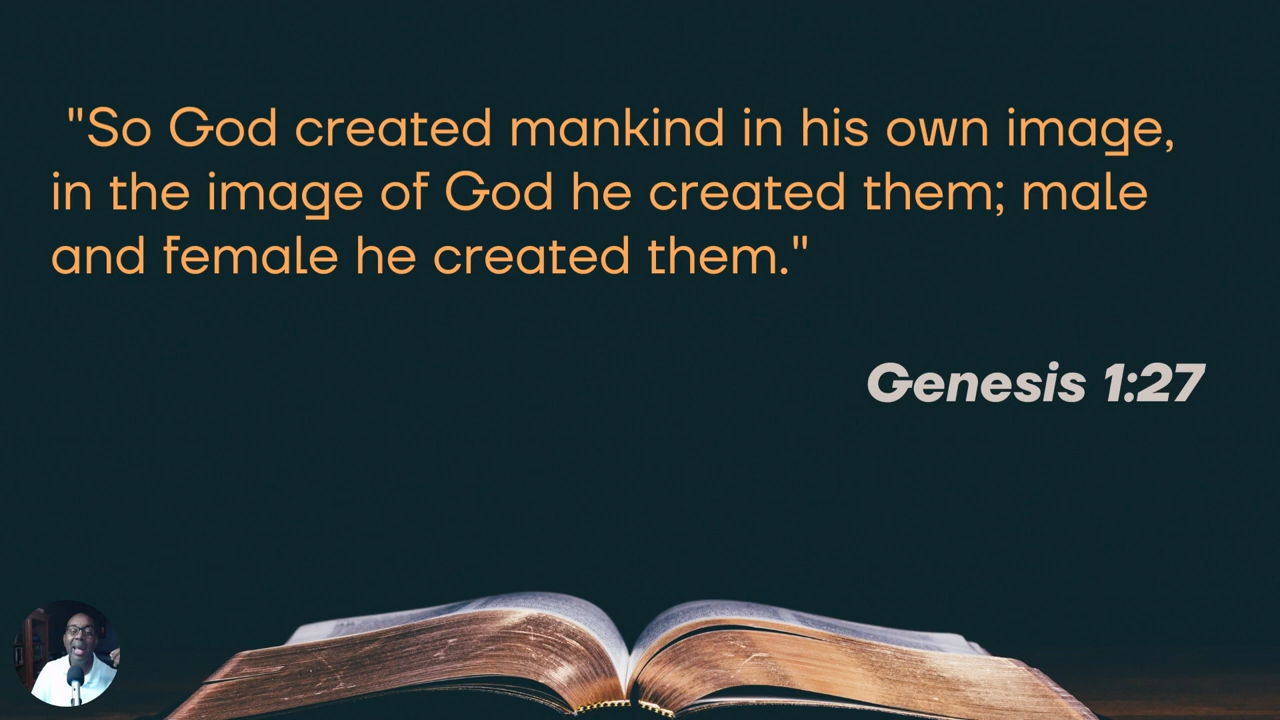 "So God created mankind in his own image,
in the image of God he created them; male
and female he created them."
Genesis 1:27